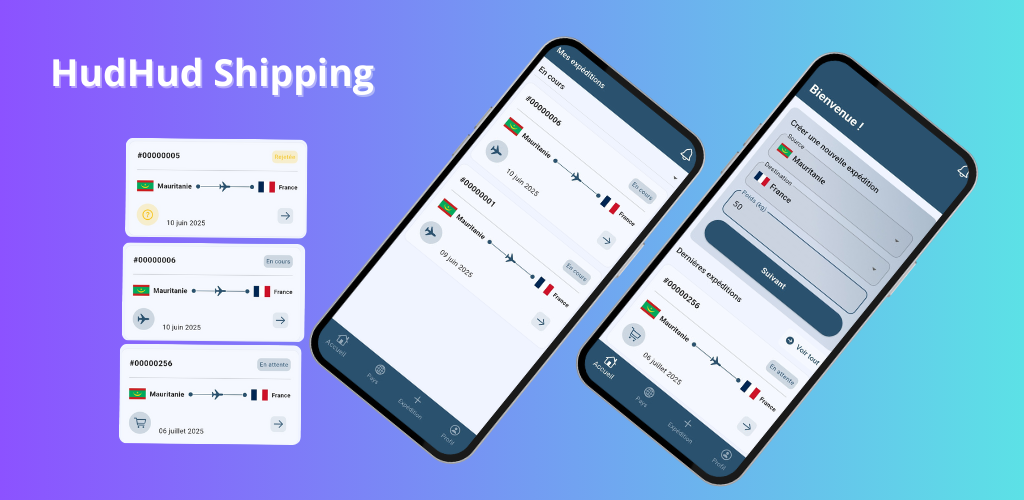 HudHud Shipping
#00000005
Réprise
Mauritanie
France
10 juin 2025
#00000006
En cours
Mauritanie
France
10 juin 2025
#00000256
En attente
Mauritanie
France
06 juillet 2025
Mes expéditions
En cours
#00000006
En cours
Mauritanie
France
10 juin 2025
#00000001
En cours
Mauritanie
France
09 juin 2025
Accueil
Pays
Expédition
Profil
Bienvenue !
Créer une nouvelle expédition
Source
Mauritanie
Destination
France
Poids (kg)
50
Suivant
Dernières expéditions
Voir tout
#00000256
En attente
Mauritanie
France
06 juillet 2025
Accueil
Pays
Expédition
Profil